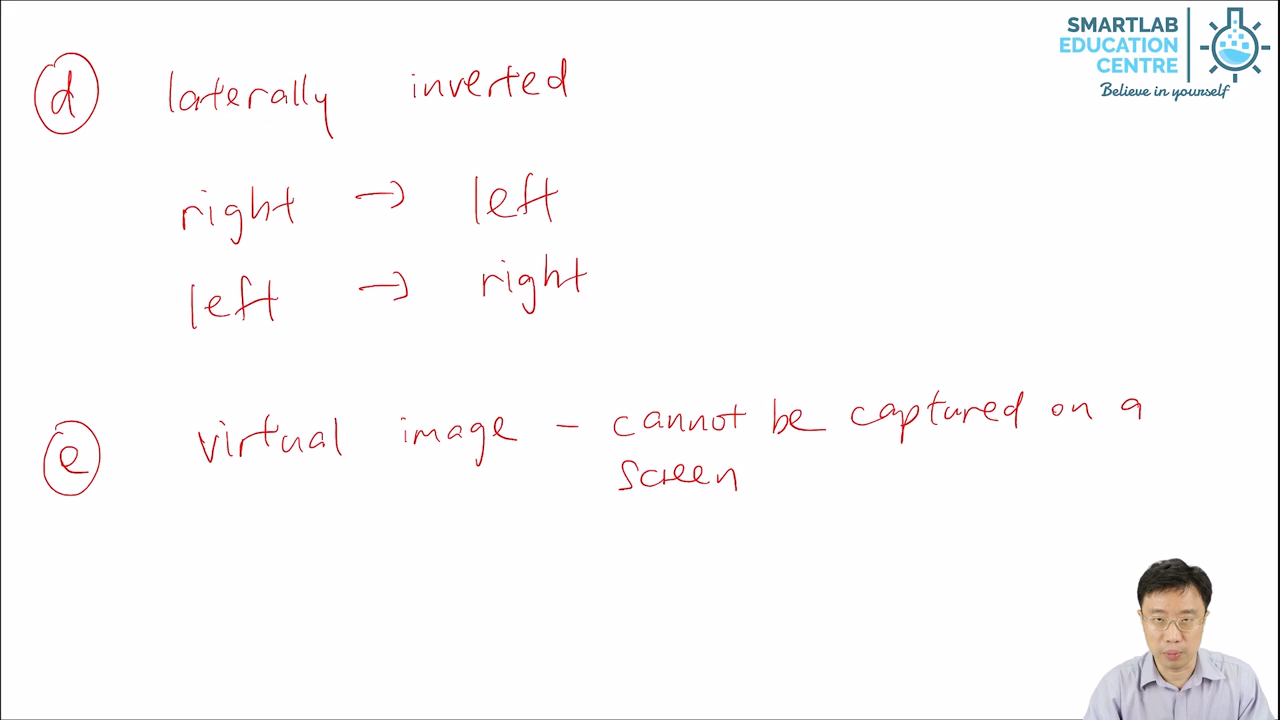 SMARTLAB
EDUCATION
CENTRE
Believe in yourself
d laterally inverted
right → left
left → right
e virtual image - cannot be captured on a
screen